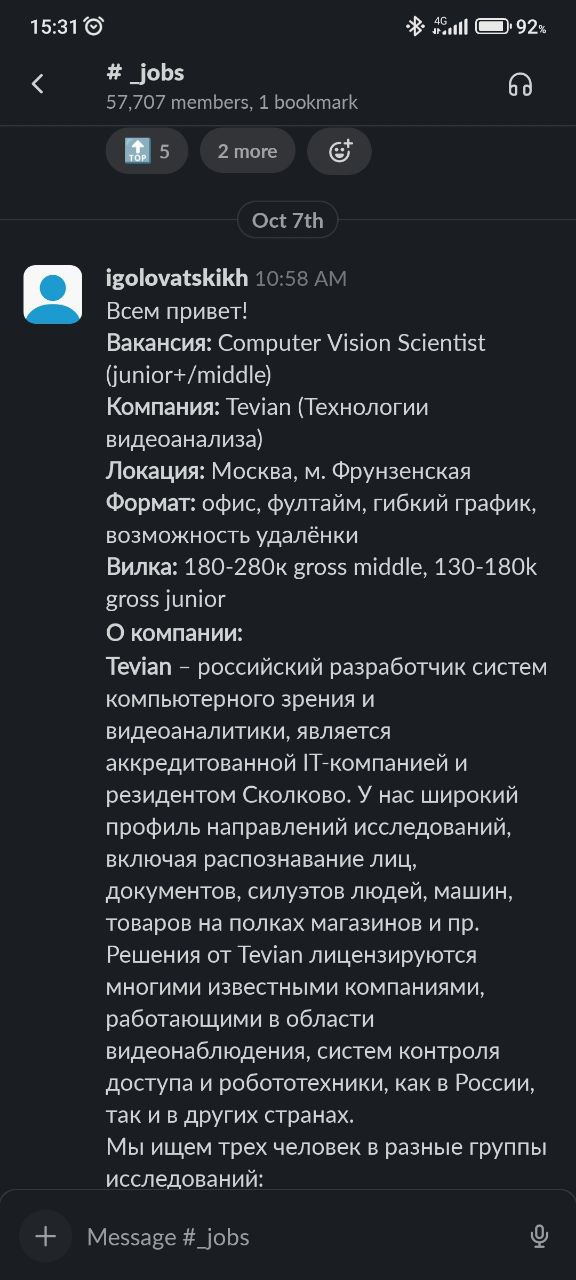 15:31 4G 92%
# _jobs
57,707 members, 1 bookmark
TOP 5 2 more
Oct 7th
igolovatskikh 10:58 AM
Всем привет!
Вакансия: Computer Vision Scientist
(junior+/middle)
Компания: Tevian (Технологии
видеоанализа)
Локация: Москва, м. Фрунзенская
Формат: офис, фултайм, гибкий график,
возможность удалёнки
Вилка: 180-280к gross middle, 130-180k
gross junior
О компании:
Tevian – российский разработчик систем
компьютерного зрения и
видеоаналитики, является
аккредитованной IT-компанией и
резидентом Сколково. У нас широкий
профиль направлений исследований,
включая распознавание лиц,
документов, силуэтов людей, машин,
товаров на полках магазинов и пр.
Решения от Tevian лицензируются
многими известными компаниями,
работающими в области
видеонаблюдения, систем контроля
доступа и робототехники, как в России,
так и в других странах.
Мы ищем трех человек в разные группы
исследований:
Message #_jobs